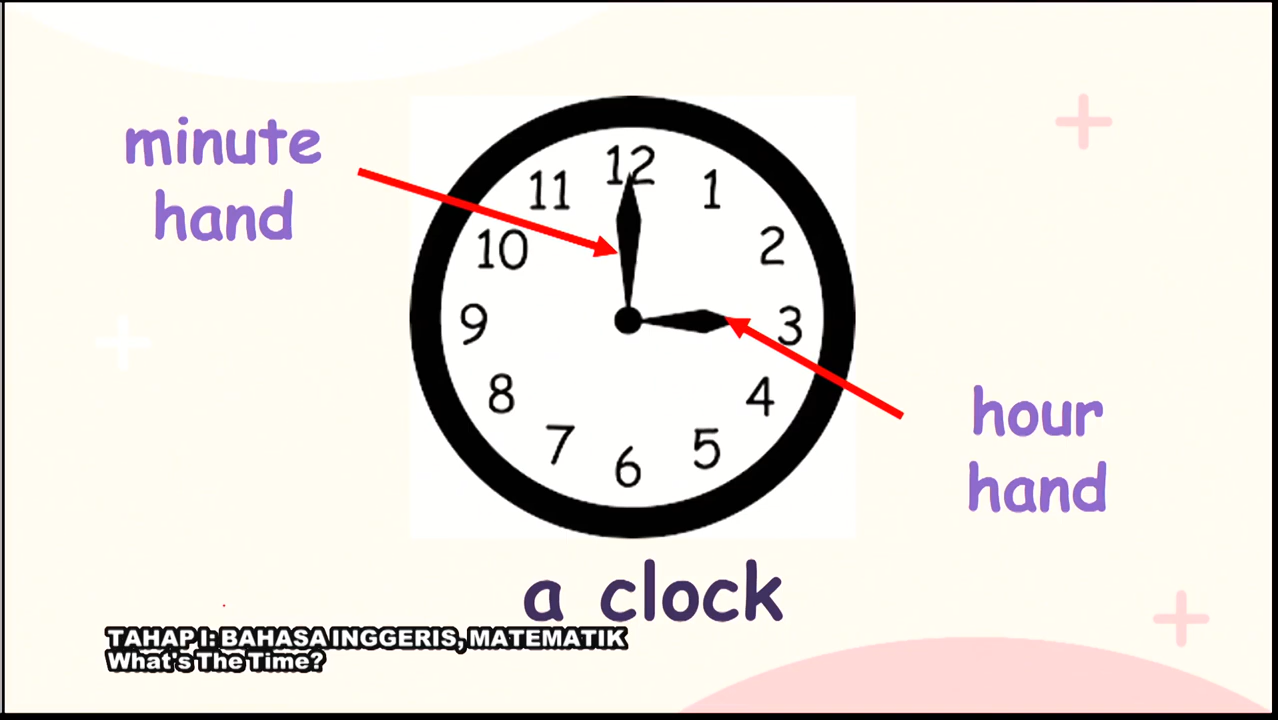 minute
hand
12
11
1
10
2
9
3
8
4
7
5
6
hour
hand
a clock
TAHAP I: BAHASA INGGERIS, MATEMATIK
What's The Time?